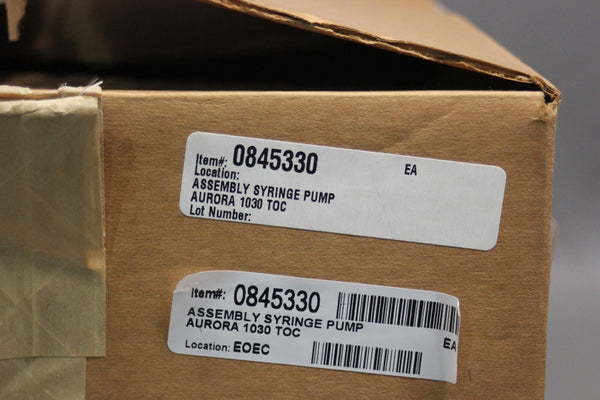 Item#: 0845330 EA
Location:
ASSEMBLY SYRINGE PUMP
AURORA 1030 TOC
Lot Number:
Item#: 0845330
ASSEMBLY SYRINGE PUMP
AURORA 1030 TOC
EA
Location: EOEC